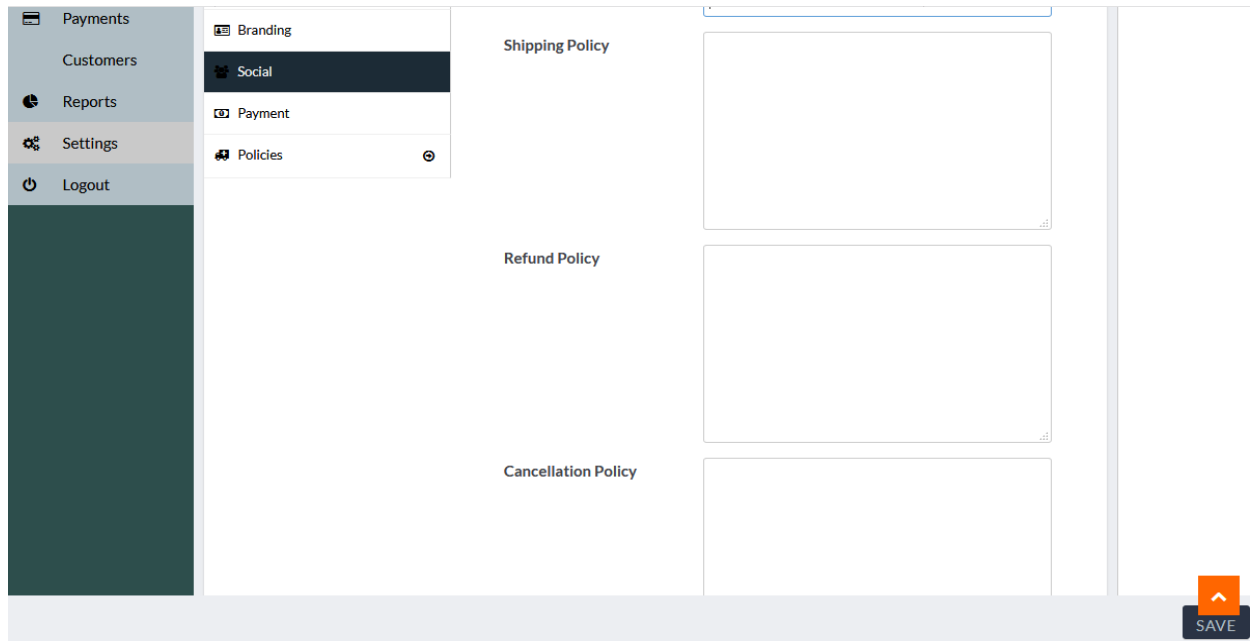 Payments
Customers
Reports
Settings
Logout
Branding
Social
Payment
Policies
Shipping Policy
Refund Policy
Cancellation Policy
SAVE